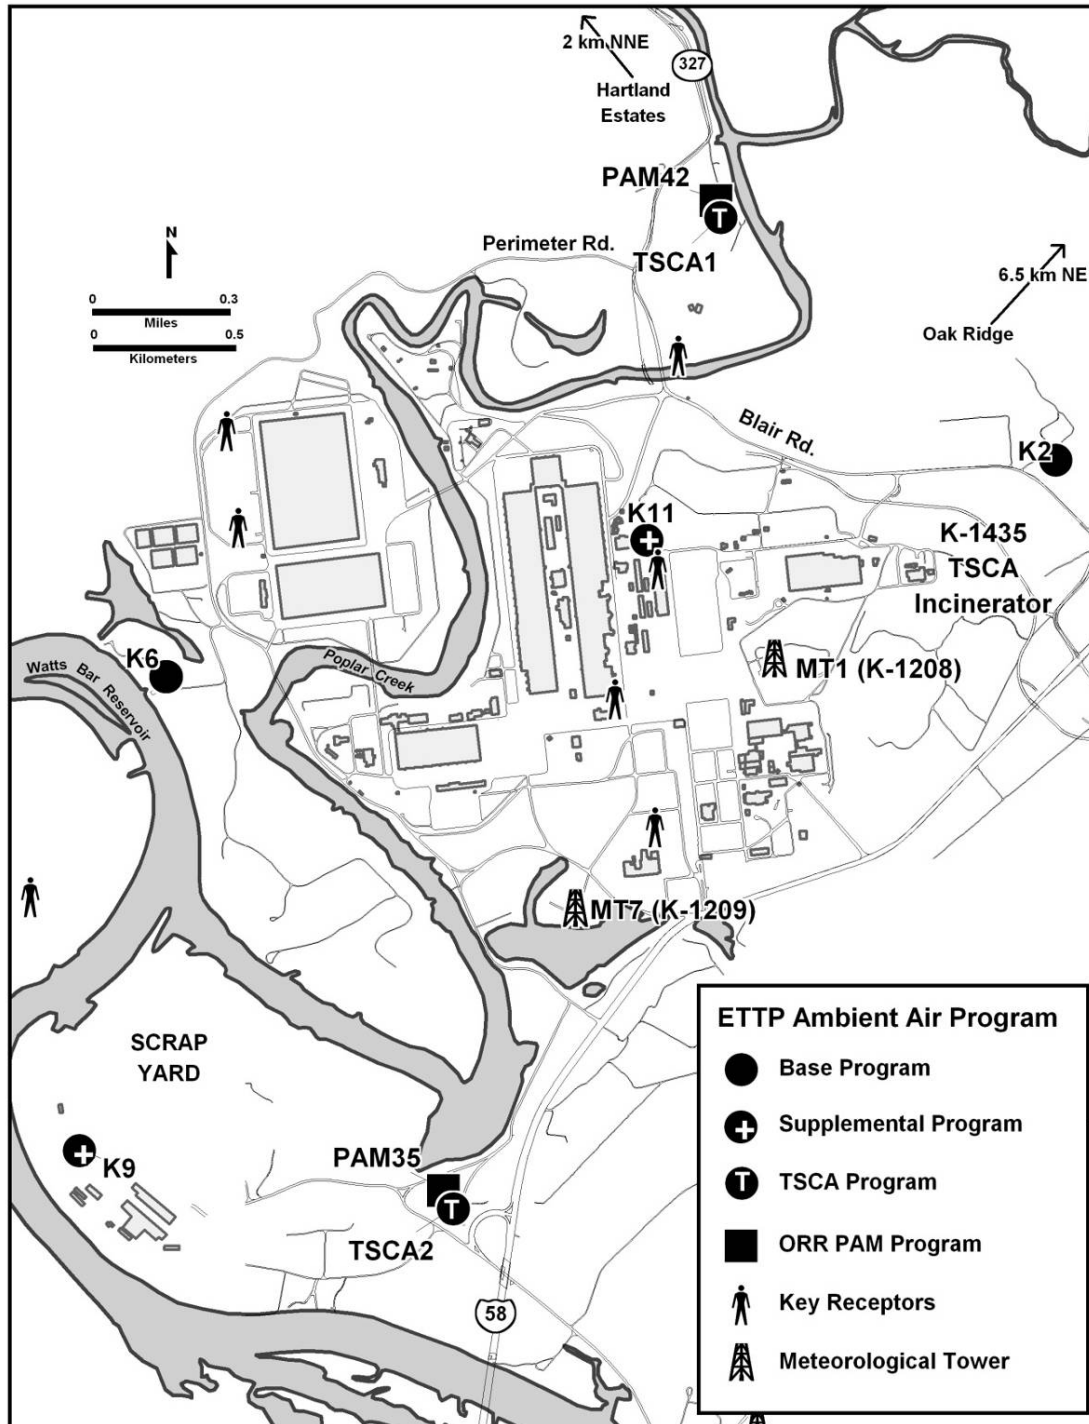 2 km NNE
327
Hartland
Estates
PAM42
T
TSCA1
Perimeter Rd.
N
0 0.3
Miles
0 0.5
Kilometers
6.5 km NE
Oak Ridge
Blair Rd.
K2
K11
K-1435
TSCA
Incinerator
K6
Watts Bar Reservoir
Poplar Creek
MT1 (K-1208)
MT7 (K-1209)
SCRAP
YARD
K9
PAM35
T
TSCA2
58
ETTP Ambient Air Program
Base Program
Supplemental Program
T TSCA Program
ORR PAM Program
Key Receptors
Meteorological Tower